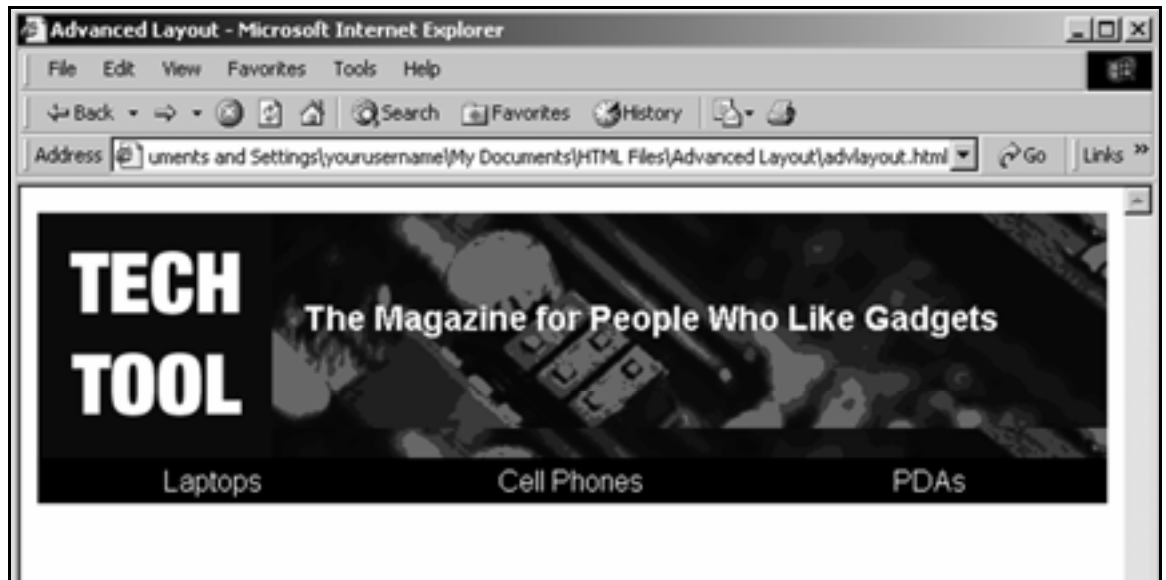 Advanced Layout - Microsoft Internet Explorer
File Edit View Favorites Tools Help
Back Search Favorites History
Address uments and Settings\yourusername\My Documents\HTML Files\Advanced Layout\advlayout.html Go Links »
TECH
TOOL
The Magazine for People Who Like Gadgets
Laptops Cell Phones PDAs